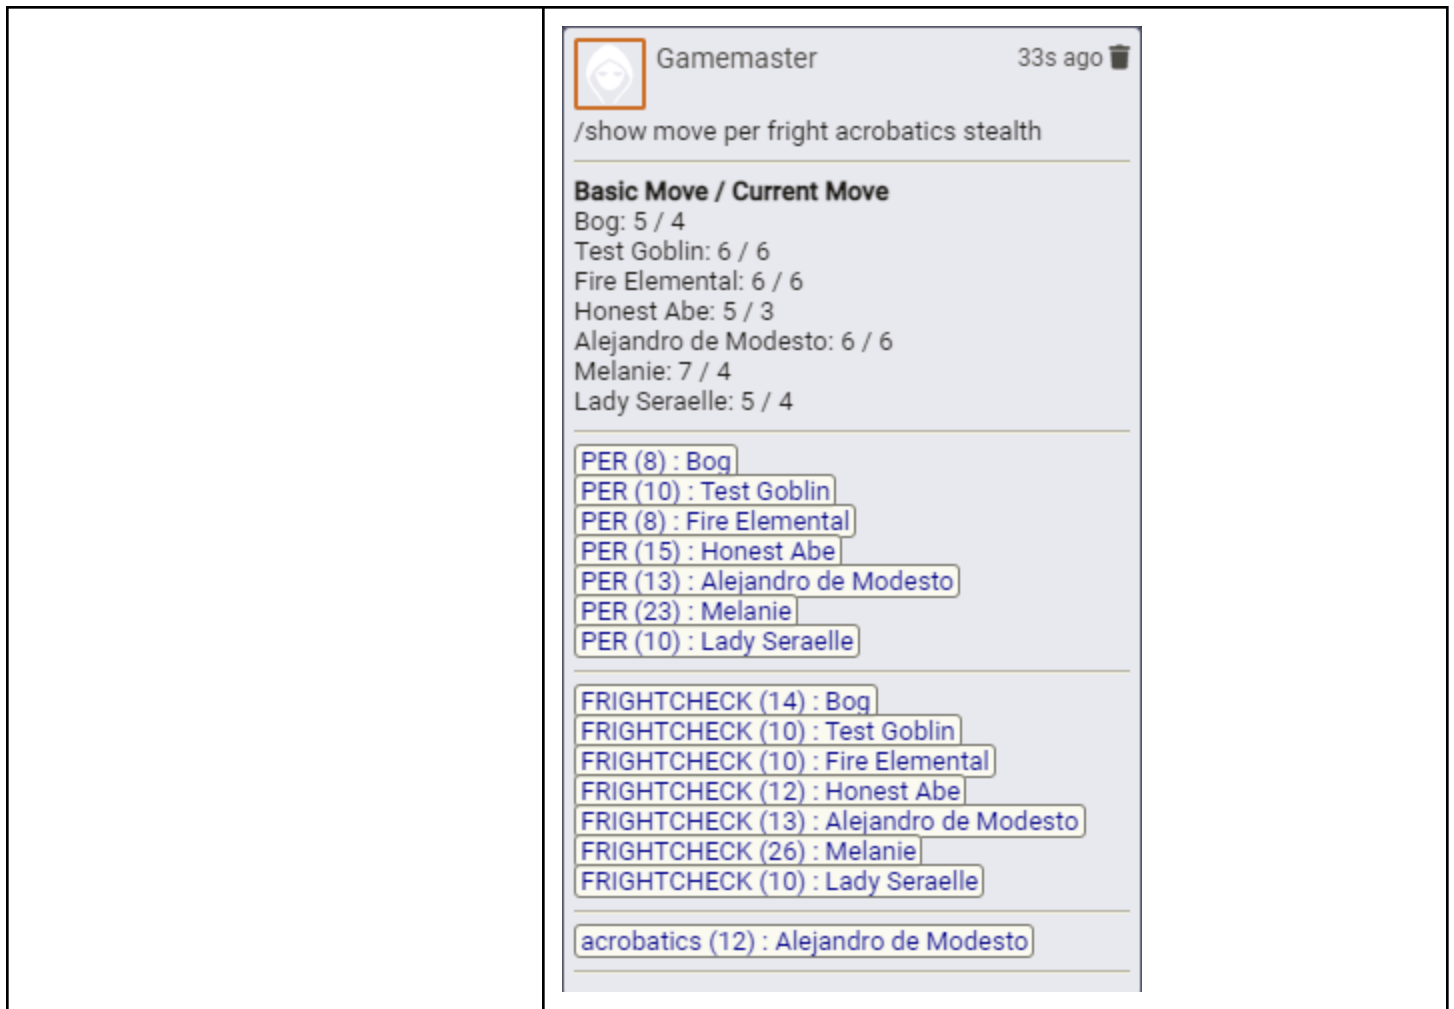 Gamemaster 33s ago
/show move per fright acrobatics stealth
Basic Move / Current Move
Bog: 5 / 4
Test Goblin: 6 / 6
Fire Elemental: 6 / 6
Honest Abe: 5 / 3
Alejandro de Modesto: 6 / 6
Melanie: 7 / 4
Lady Seraelle: 5 / 4
PER (8) : Bog
PER (10) : Test Goblin
PER (8) : Fire Elemental
PER (15) : Honest Abe
PER (13) : Alejandro de Modesto
PER (23) : Melanie
PER (10) : Lady Seraelle
FRIGHTCHECK (14) : Bog
FRIGHTCHECK (10) : Test Goblin
FRIGHTCHECK (10) : Fire Elemental
FRIGHTCHECK (12) : Honest Abe
FRIGHTCHECK (13) : Alejandro de Modesto
FRIGHTCHECK (26) : Melanie
FRIGHTCHECK (10) : Lady Seraelle
acrobatics (12) : Alejandro de Modesto